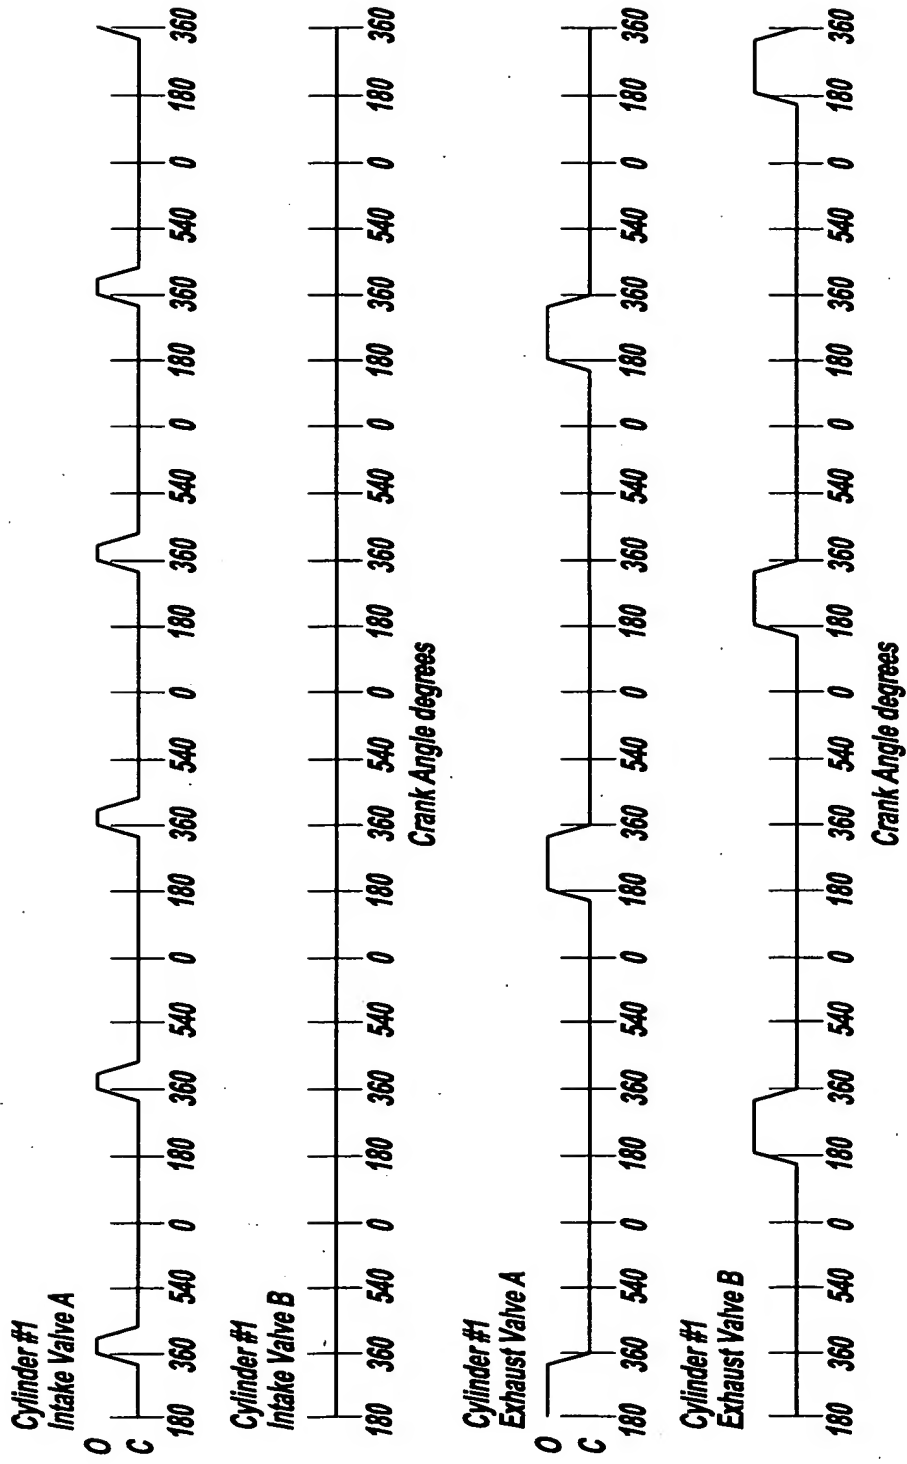 Cylinder #1
Intake Valve A
O
C
180 360 540 0 180 360 540 0 180 360 540 0 180 360 540 0 180 360 540 0 180 360
Cylinder #1
Intake Valve B
180 360 540 0 180 360 540 0 180 360 540 0 180 360 540 0 180 360 540 0 180 360
Crank Angle degrees
Cylinder #1
Exhaust Valve A
O
C
180 360 540 0 180 360 540 0 180 360 540 0 180 360 540 0 180 360 540 0 180 360
Cylinder #1
Exhaust Valve B
180 360 540 0 180 360 540 0 180 360 540 0 180 360 540 0 180 360 540 0 180 360
Crank Angle degrees